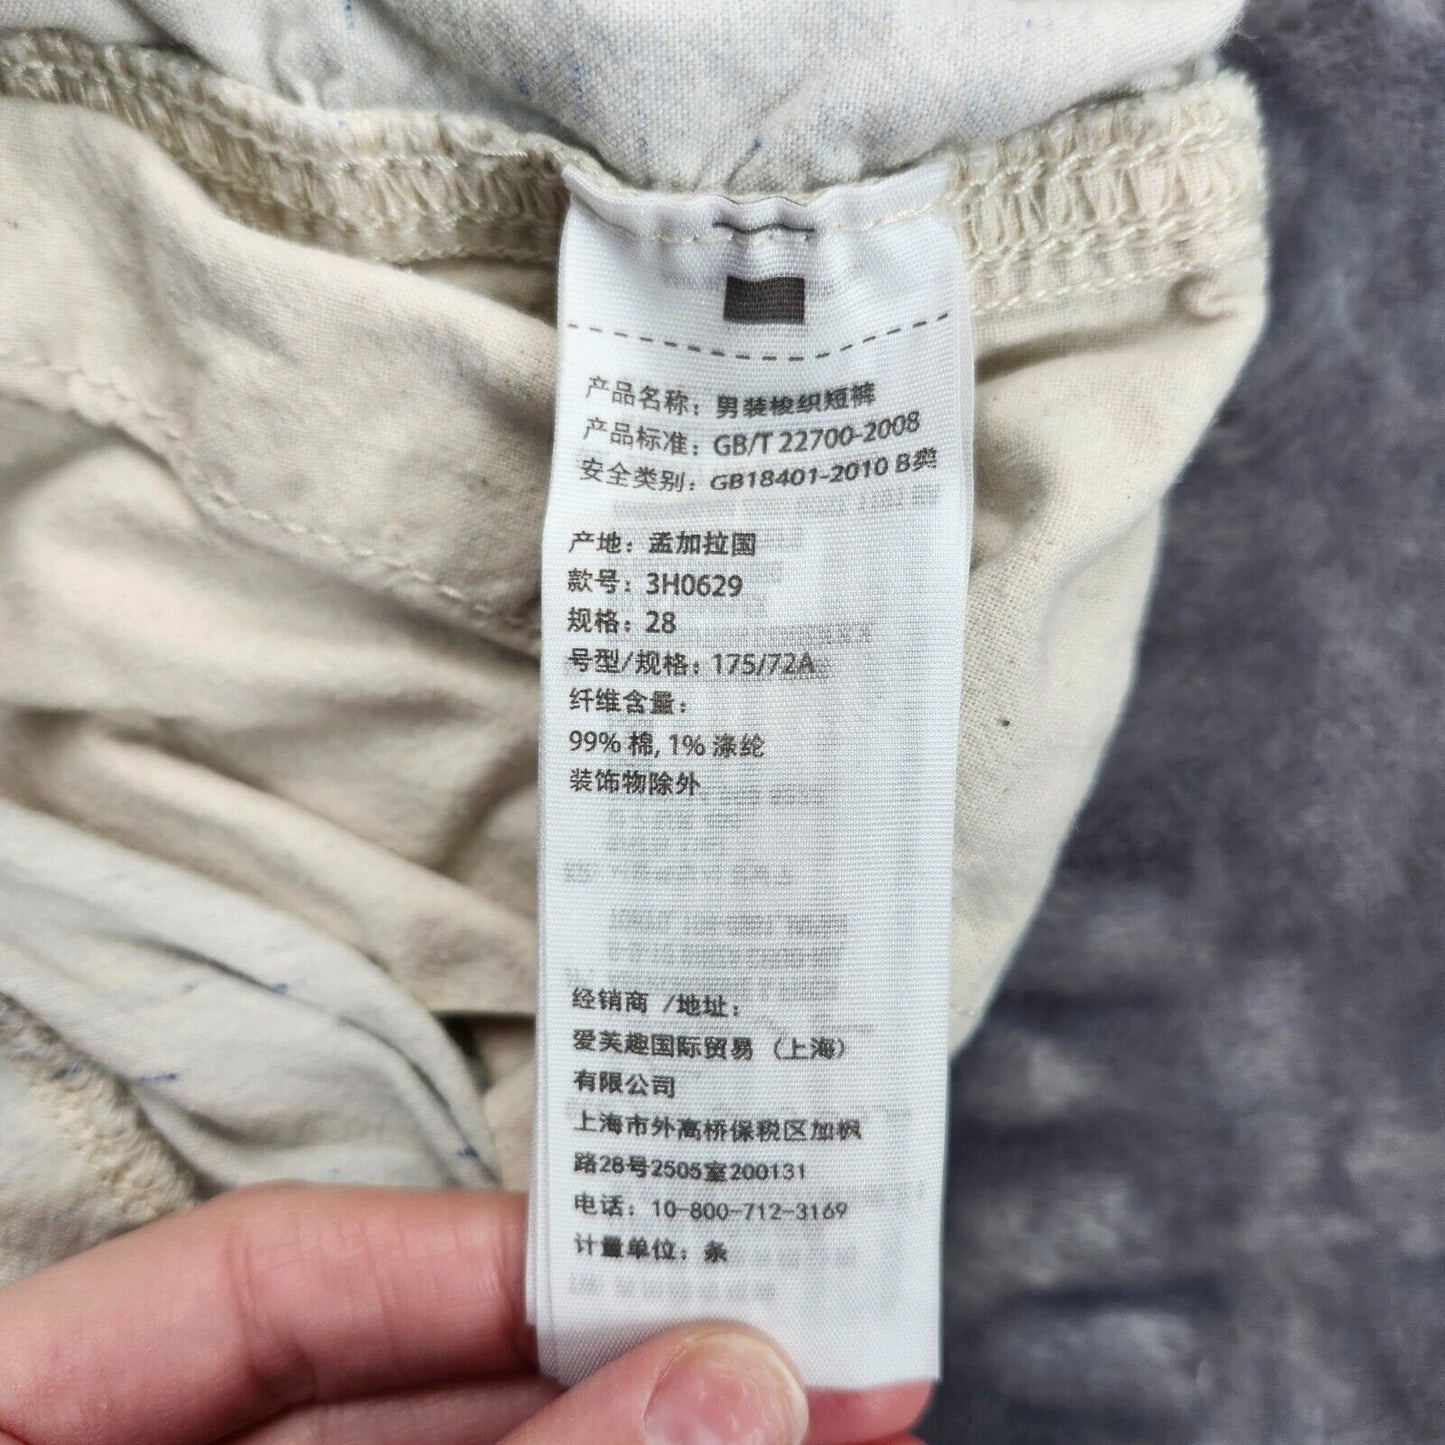 产品名称：男装梭织短裤
产品标准：GB/T 22700-2008
安全类别：GB18401-2010 B类
产地：孟加拉国
款号：3H0629
规格：28
号型/规格：175/72A
纤维含量：
99% 棉, 1% 涤纶
装饰物除外
经销商 /地址：
爱芙趣国际贸易（上海）
有限公司
上海市外高桥保税区加枫
路28号2505室200131
电话：10-800-712-3169
计量单位：条